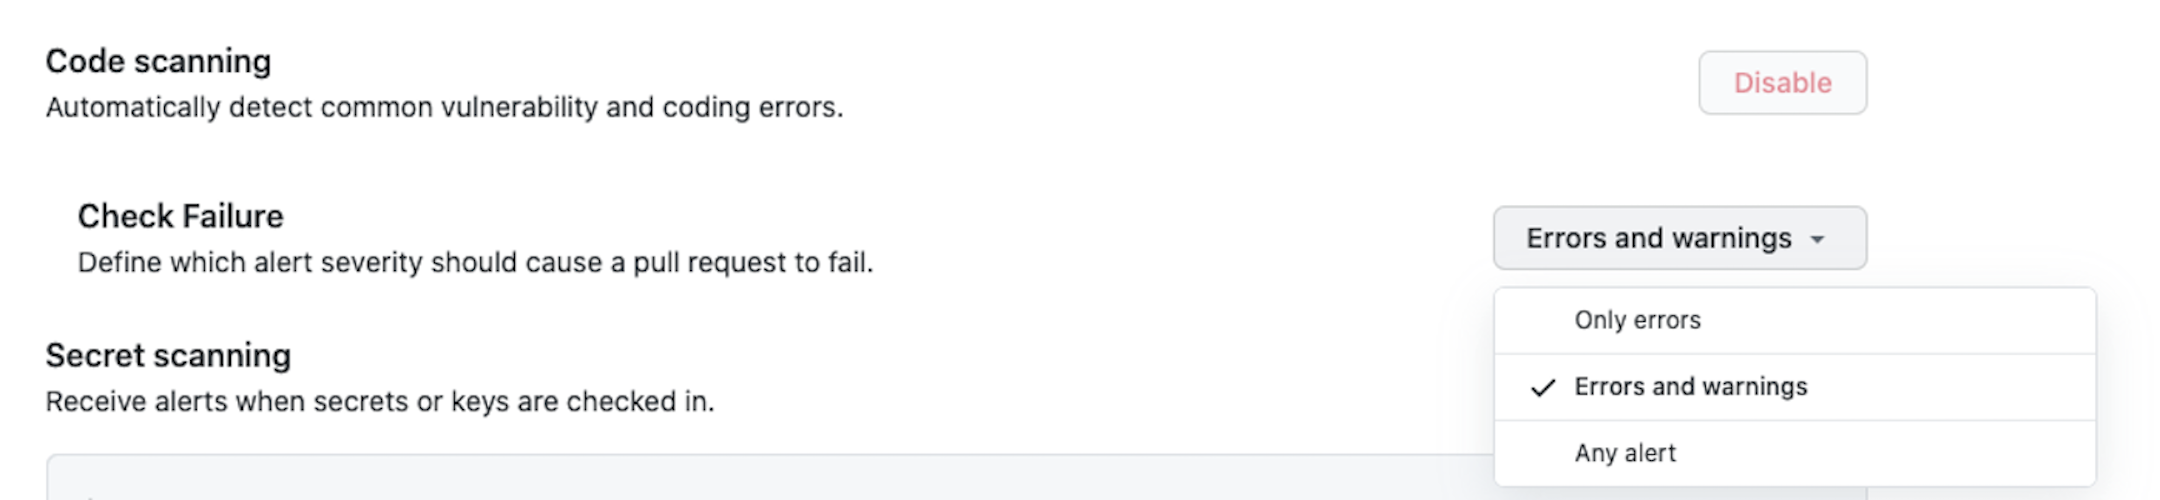 Code scanning
Automatically detect common vulnerability and coding errors.
Disable
Check Failure
Define which alert severity should cause a pull request to fail.
Errors and warnings
Only errors
Errors and warnings
Any alert
Secret scanning
Receive alerts when secrets or keys are checked in.